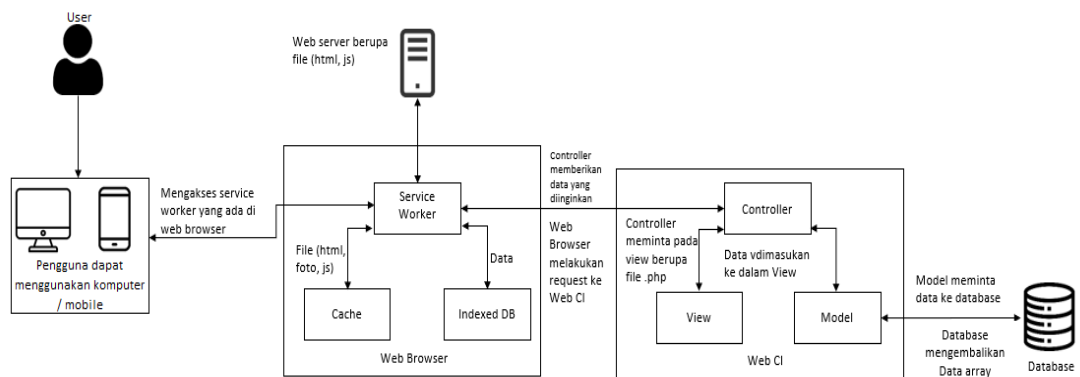 User
Web server berupa
file (html, js)
Pengguna dapat
menggunakan komputer
/ mobile
Mengakses service
worker yang ada di
web browser
Service
Worker
File (html,
foto, js)
Data
Cache
Indexed DB
Web Browser
Controller
memberikan
data yang
diinginkan
Web
Browser
melakukan
request ke
Web CI
Controller
Controller
meminta pada
view berupa
file .php
Data vdimasukan
ke dalam View
View
Model
Web CI
Model meminta
data ke database
Database
mengembalikan
Data array
Database